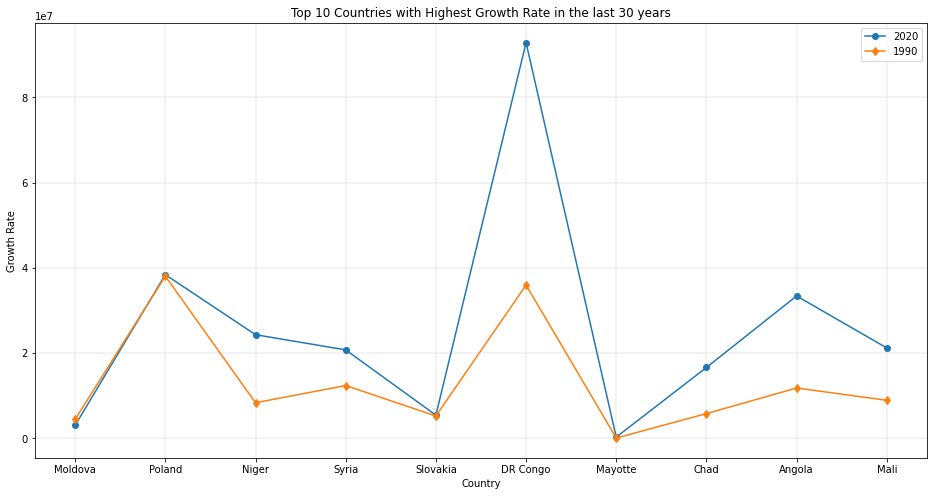 Top 10 Countries with Highest Growth Rate in the last 30 years
1e7
2020
1990
8
6
4
2
0
Growth Rate
Moldova Poland Niger Syria Slovakia DR Congo Mayotte Chad Angola Mali
Country